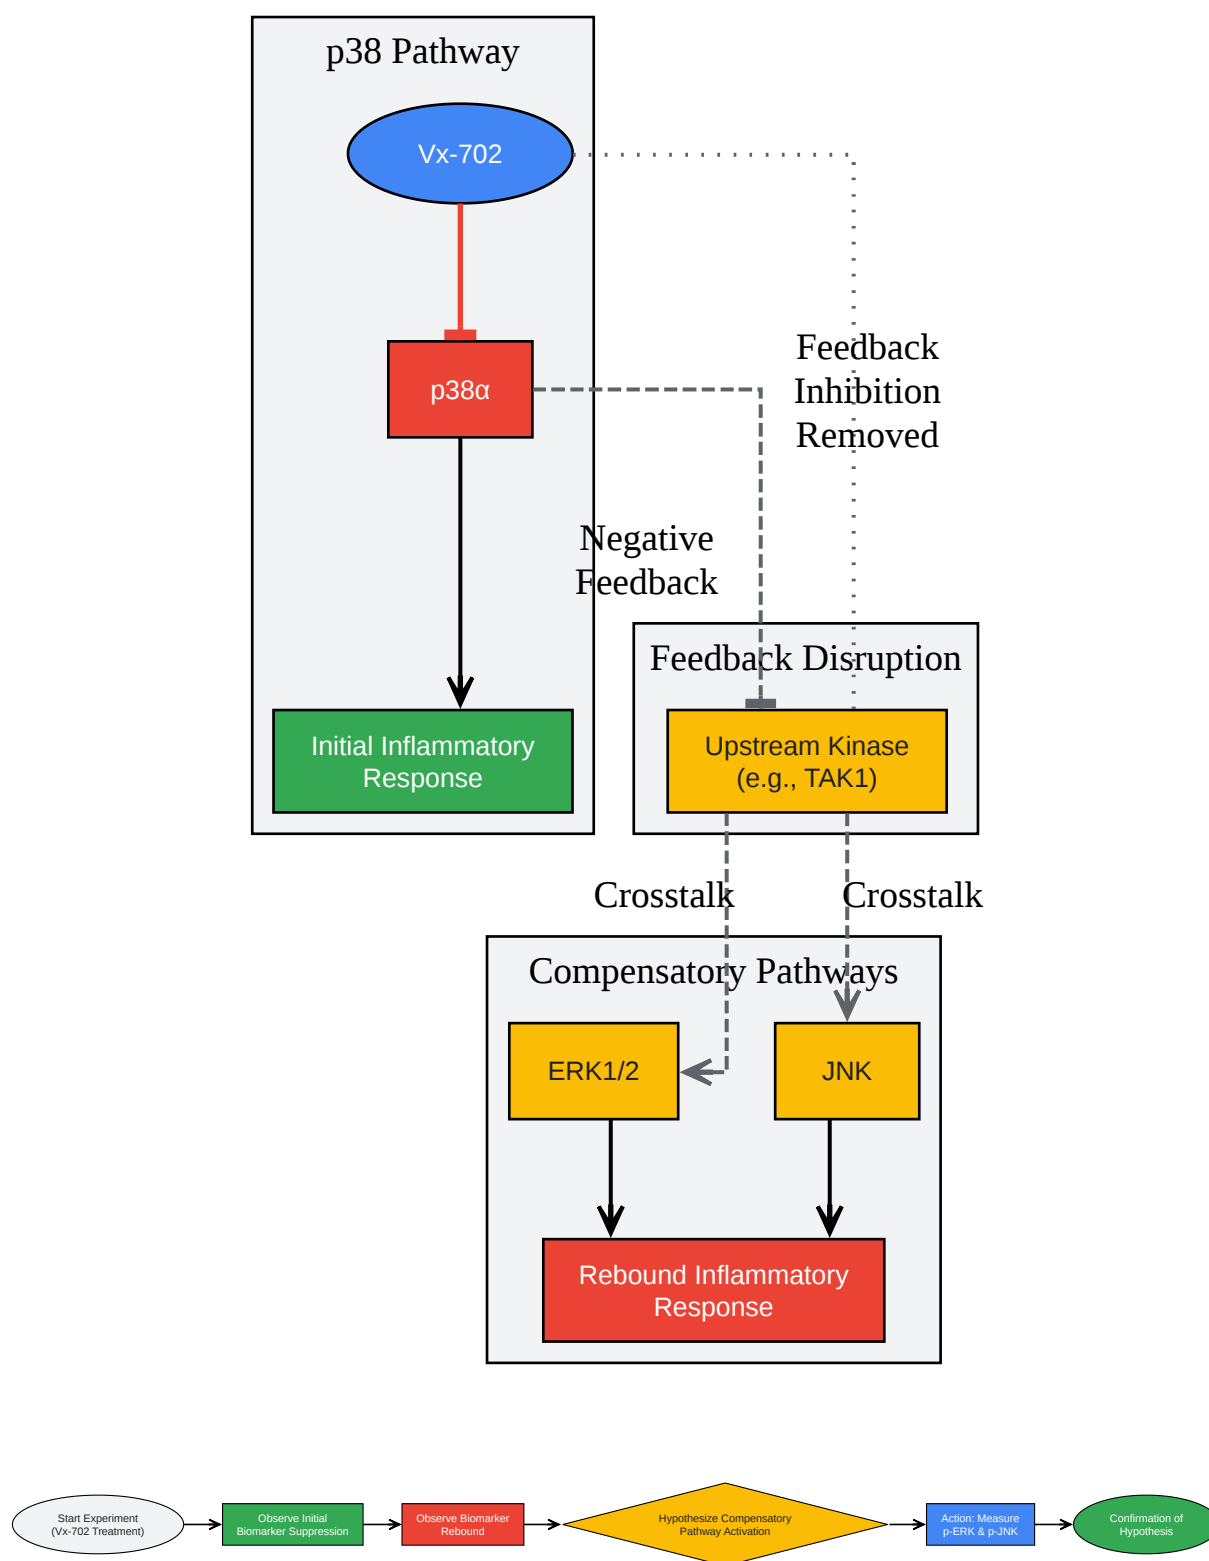 p38 Pathway
Vx-702
p38α
Feedback
Inhibition
Removed
Negative
Feedback
Feedback Disruption
Initial Inflammatory
Response
Upstream Kinase
(e.g., TAK1)
Crosstalk
Crosstalk
Compensatory Pathways
ERK1/2
JNK
Rebound Inflammatory
Response
Start Experiment
(Vx-702 Treatment)
Observe Initial
Biomarker Suppression
Observe Biomarker
Rebound
Hypothesize Compensatory
Pathway Activation
Action: Measure
p-ERK & p-JNK
Confirmation of
Hypothesis